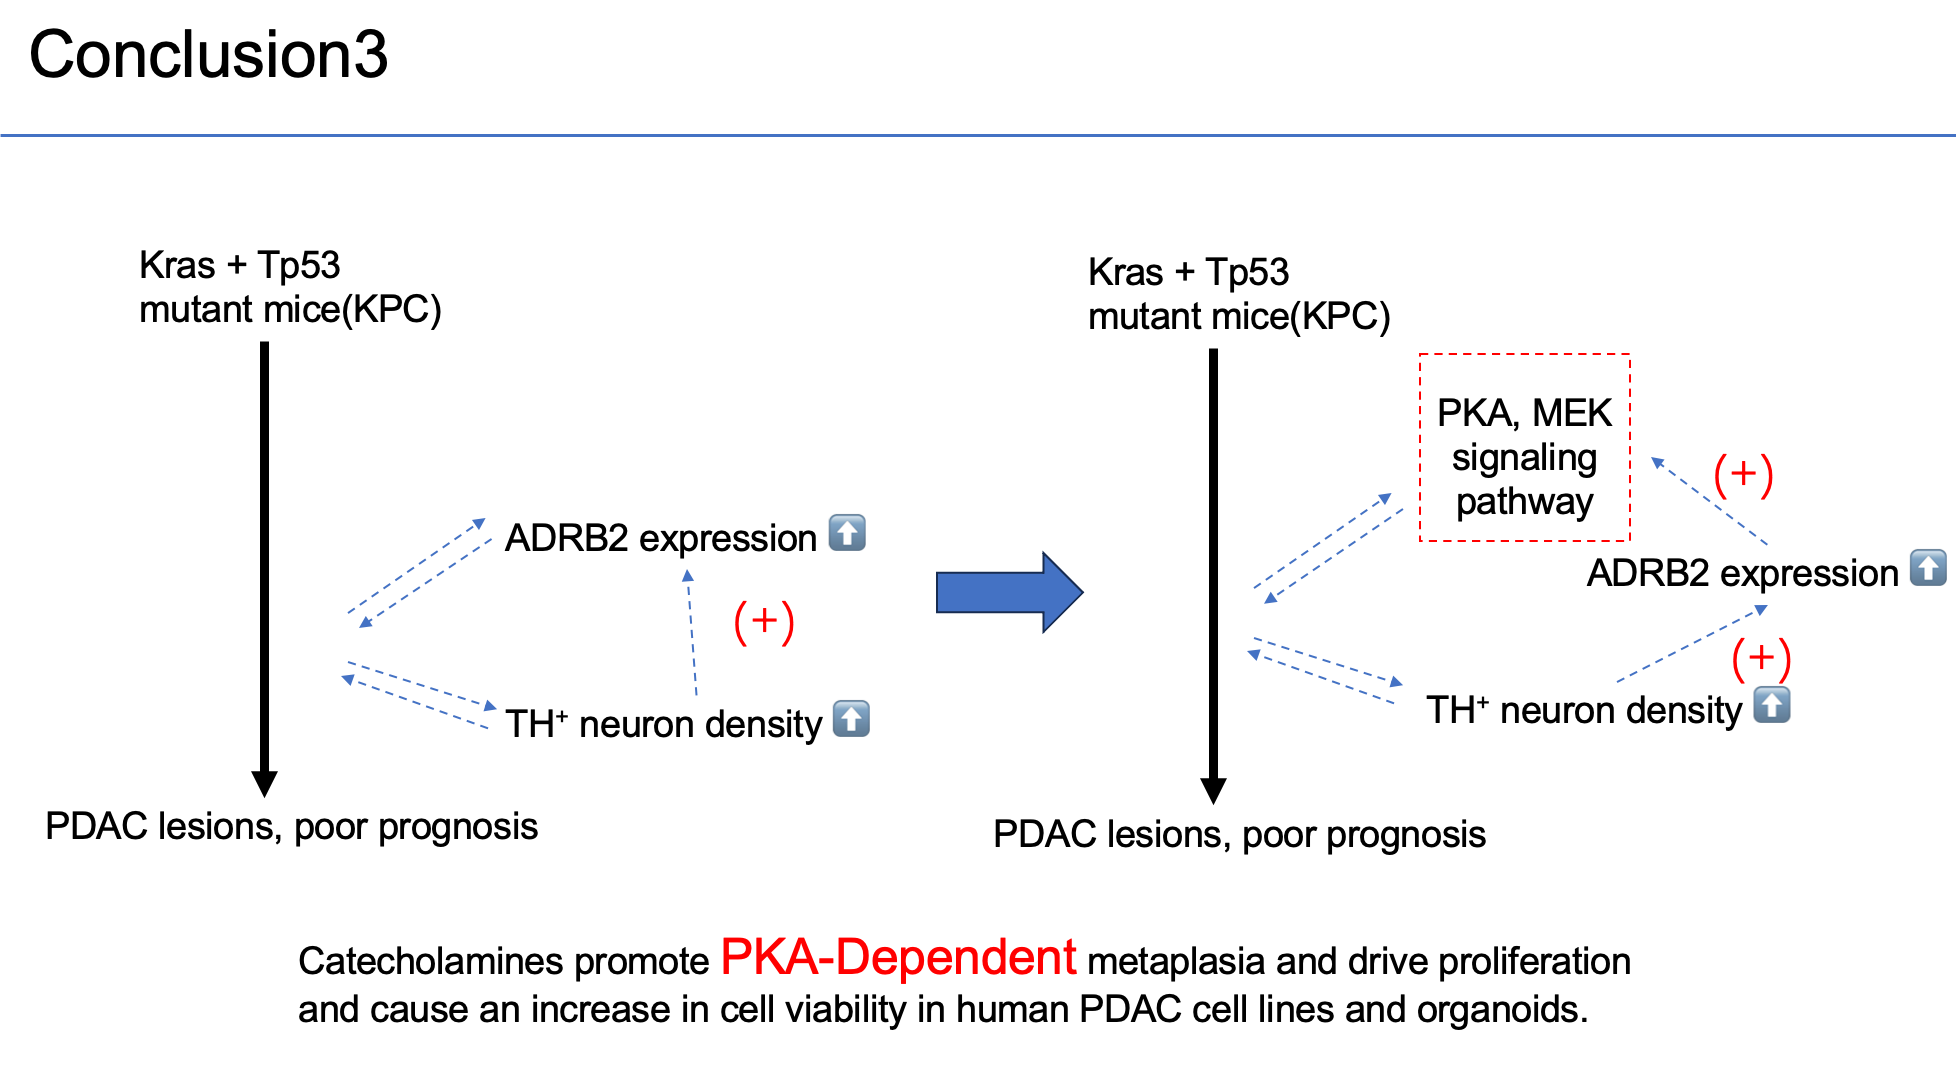 Conclusion3
Kras + Tp53
mutant mice(KPC)
ADRB2 expression ⬆️
(+)
TH⁺ neuron density ⬆️
PDAC lesions, poor prognosis
Kras + Tp53
mutant mice(KPC)
PKA, MEK
signaling
pathway
(+)
ADRB2 expression ⬆️
(+)
TH⁺ neuron density ⬆️
PDAC lesions, poor prognosis
Catecholamines promote PKA-Dependent metaplasia and drive proliferation
and cause an increase in cell viability in human PDAC cell lines and organoids.